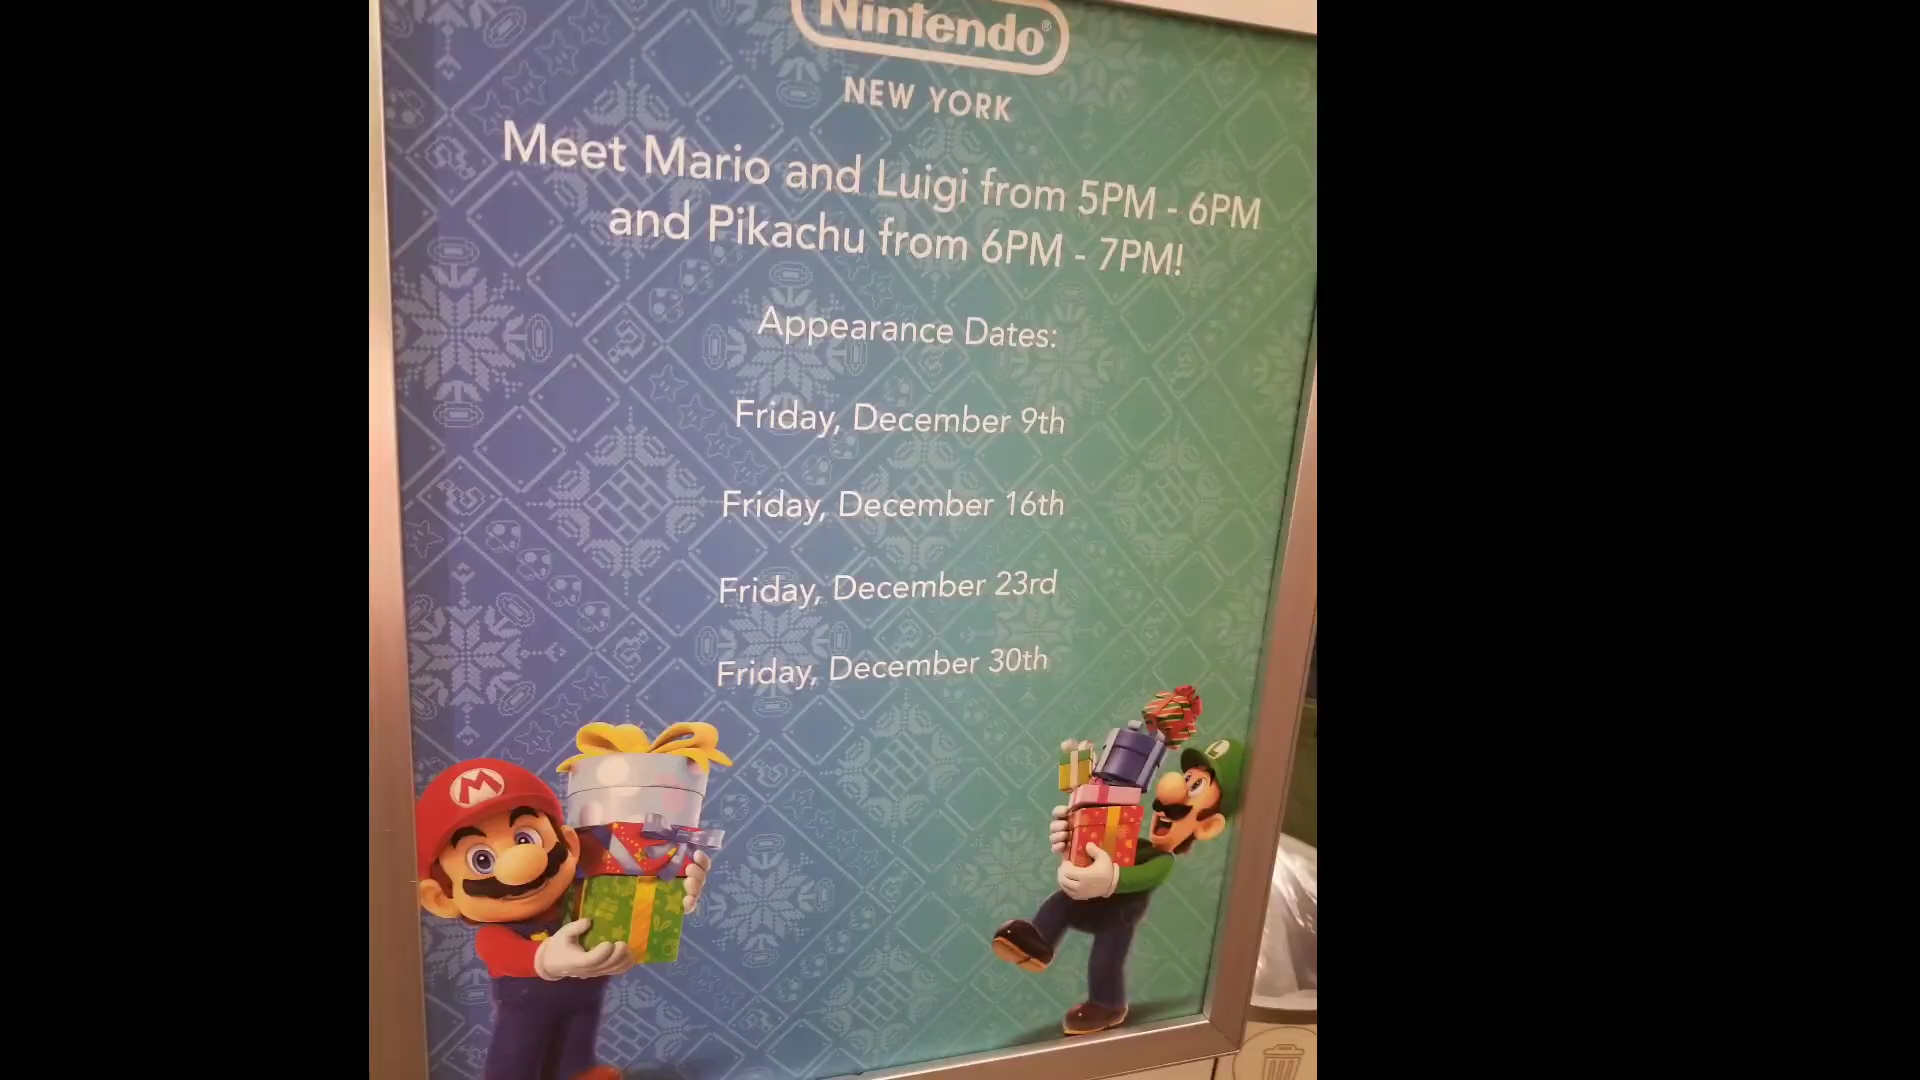 Nintendo®
NEW YORK
Meet Mario and Luigi from 5PM - 6PM
and Pikachu from 6PM - 7PM!
Appearance Dates:
Friday, December 9th
Friday, December 16th
Friday, December 23rd
Friday, December 30th
M
L